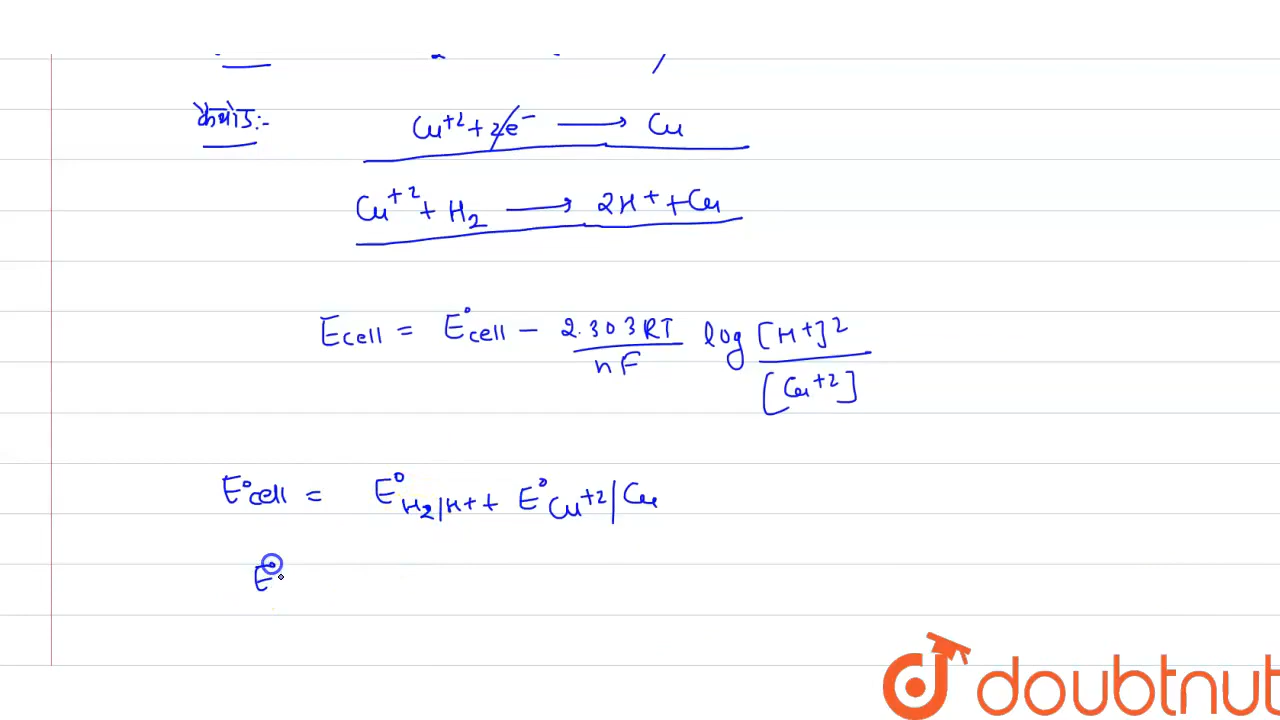 कैथोड:- Cu⁺² + 2e⁻ ⟶ Cu
Cu⁺² + H₂ ⟶ 2H⁺ + Cu
Ecell = E°cell − 2.303RT/nF log [H⁺]²/[Cu⁺²]
E°cell = E°H₂/H⁺ + E°Cu⁺²/Cu
E°
doubtnut